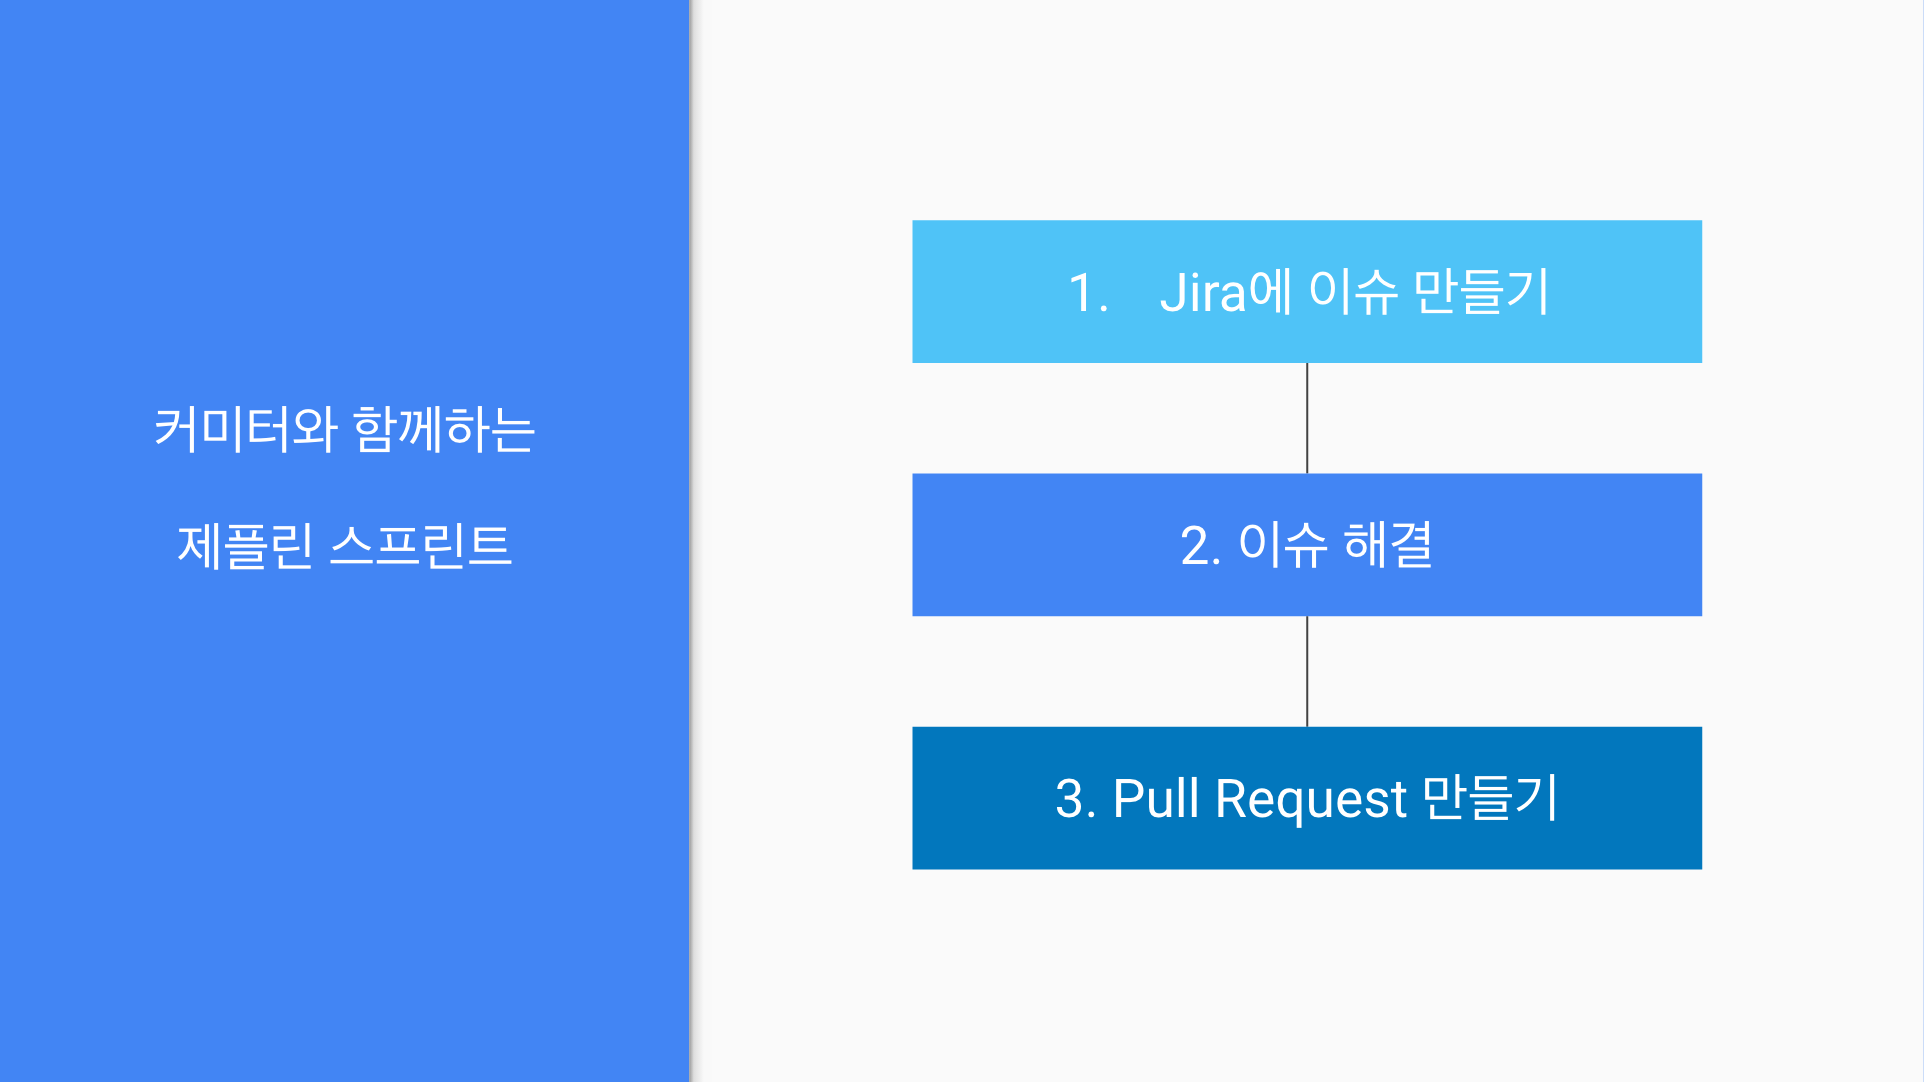 커미터와 함께하는
제플린 스프린트
1. Jira에 이슈 만들기
2. 이슈 해결
3. Pull Request 만들기